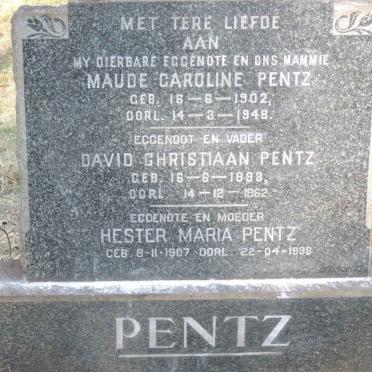 MET TERE LIEFDE
AAN
MY DIERBARE EGGENOTE EN ONS MAMMIE
MAUDE CAROLINE PENTZ
GEB. 16-6-1902,
OORL. 14-3-1948.
EGGENOOT EN VADER
DAVID CHRISTIAAN PENTZ
GEB. 16-6-1898,
OORL. 14-12-1962
EGGENOTE EN MOEDER
HESTER MARIA PENTZ
GEB. 8-11-1907 OORL. 22-04-1996
PENTZ